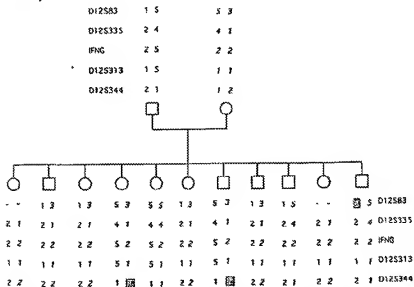 D12S83 1 5 5 3
D12S335 2 4 4 1
IFNG 2 5 2 2
D12S313 1 5 1 1
D12S344 2 1 1 2
- - 1 3 1 3 5 3 5 5 1 3 5 3 1 3 1 5 - - 5 D12S83
2 1 2 1 2 1 4 1 4 4 2 1 4 1 2 1 2 4 2 1 2 4 D12S335
2 2 2 2 2 2 5 2 5 2 2 2 5 2 2 2 2 2 2 2 2 2 IFNG
1 1 1 1 1 1 5 1 5 1 1 1 5 1 1 1 1 1 1 1 1 1 D12S313
2 2 2 2 2 2 1 1 1 2 2 1 2 2 2 1 2 2 2 1 D12S344